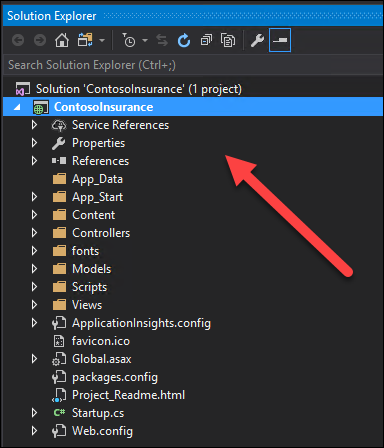 Solution Explorer
Search Solution Explorer (Ctrl+;)
Solution 'ContosoInsurance' (1 project)
ContosoInsurance
Service References
Properties
References
App_Data
App_Start
Content
Controllers
fonts
Models
Scripts
Views
ApplicationInsights.config
favicon.ico
Global.asax
packages.config
Project_Readme.html
Startup.cs
Web.config